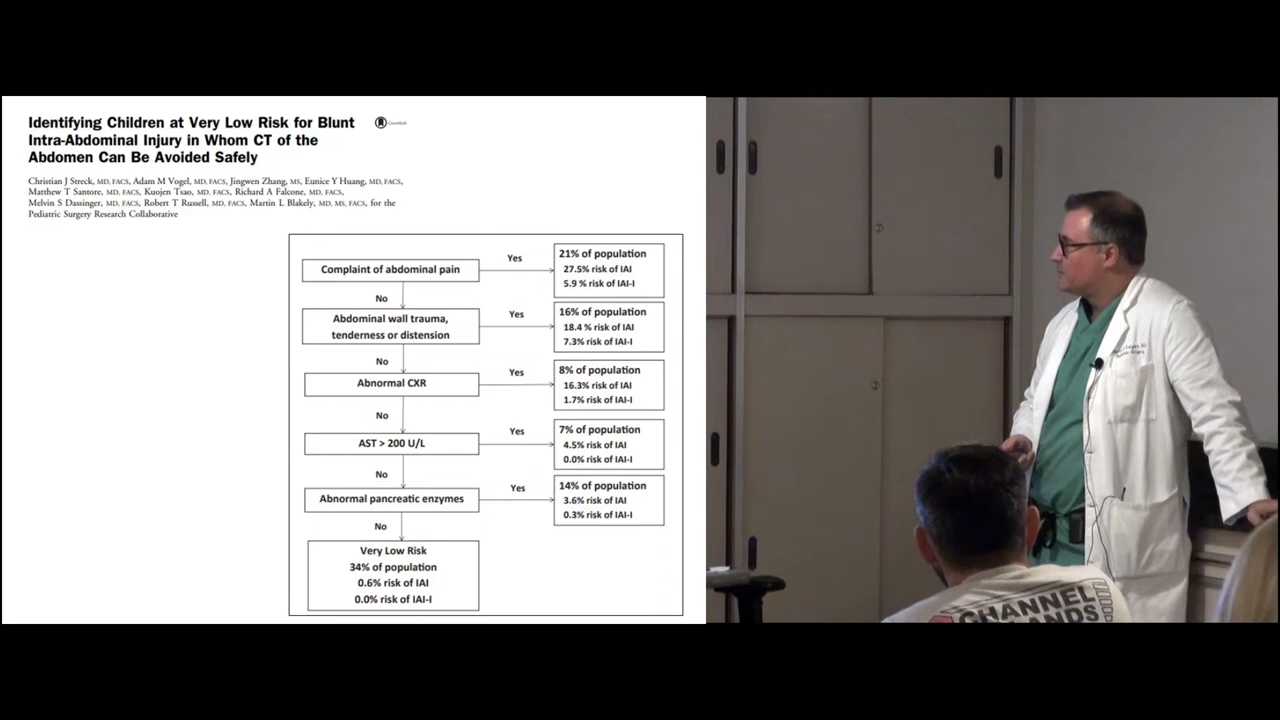 Identifying Children at Very Low Risk for Blunt
Intra-Abdominal Injury in Whom CT of the
Abdomen Can Be Avoided Safely
Christian J Streck, MD, FACS, Adam M Vogel, MD, FACS, Jingwen Zhang, MS, Eunice Y Huang, MD, FACS,
Matthew T Santore, MD, FACS, Kuojen Tsao, MD, FACS, Richard A Falcone, MD, FACS,
Melvin S Dassinger, MD, FACS, Robert T Russell, MD, FACS, Martin L Blakely, MD, MS, FACS, for the
Pediatric Surgery Research Collaborative
Complaint of abdominal pain
Yes
21% of population
27.5% risk of IAI
5.9 % risk of IAI-I
No
Abdominal wall trauma,
tenderness or distension
Yes
16% of population
18.4 % risk of IAI
7.3% risk of IAI-I
No
Abnormal CXR
Yes
8% of population
16.3% risk of IAI
1.7% risk of IAI-I
No
AST > 200 U/L
Yes
7% of population
4.5% risk of IAI
0.0% risk of IAI-I
No
Abnormal pancreatic enzymes
Yes
14% of population
3.6% risk of IAI
0.3% risk of IAI-I
No
Very Low Risk
34% of population
0.6% risk of IAI
0.0% risk of IAI-I
CHANNEL